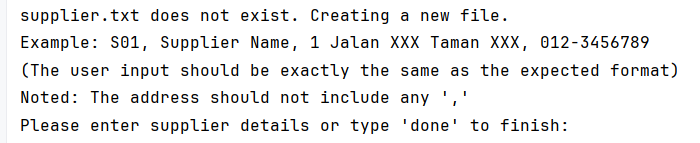 supplier.txt does not exist. Creating a new file.
Example: S01, Supplier Name, 1 Jalan XXX Taman XXX, 012-3456789
(The user input should be exactly the same as the expected format)
Noted: The address should not include any ','
Please enter supplier details or type 'done' to finish: